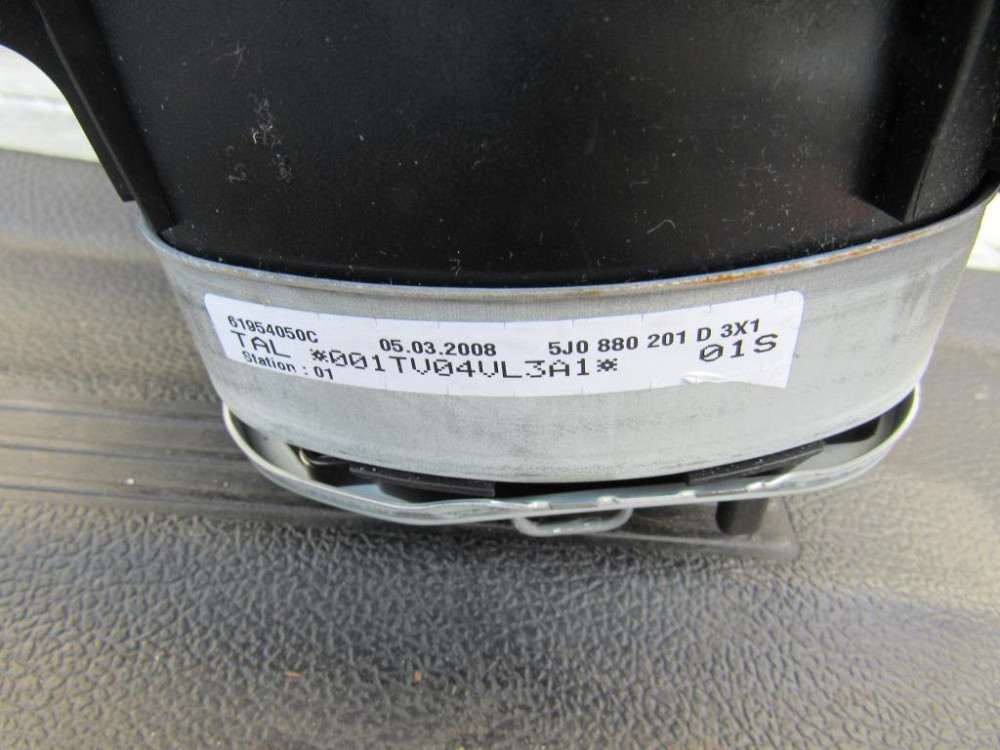 61954050C 05.03.2008 5J0 880 201 D 3X1
TAL *001TV04VL3A1* 01S
Station : 01